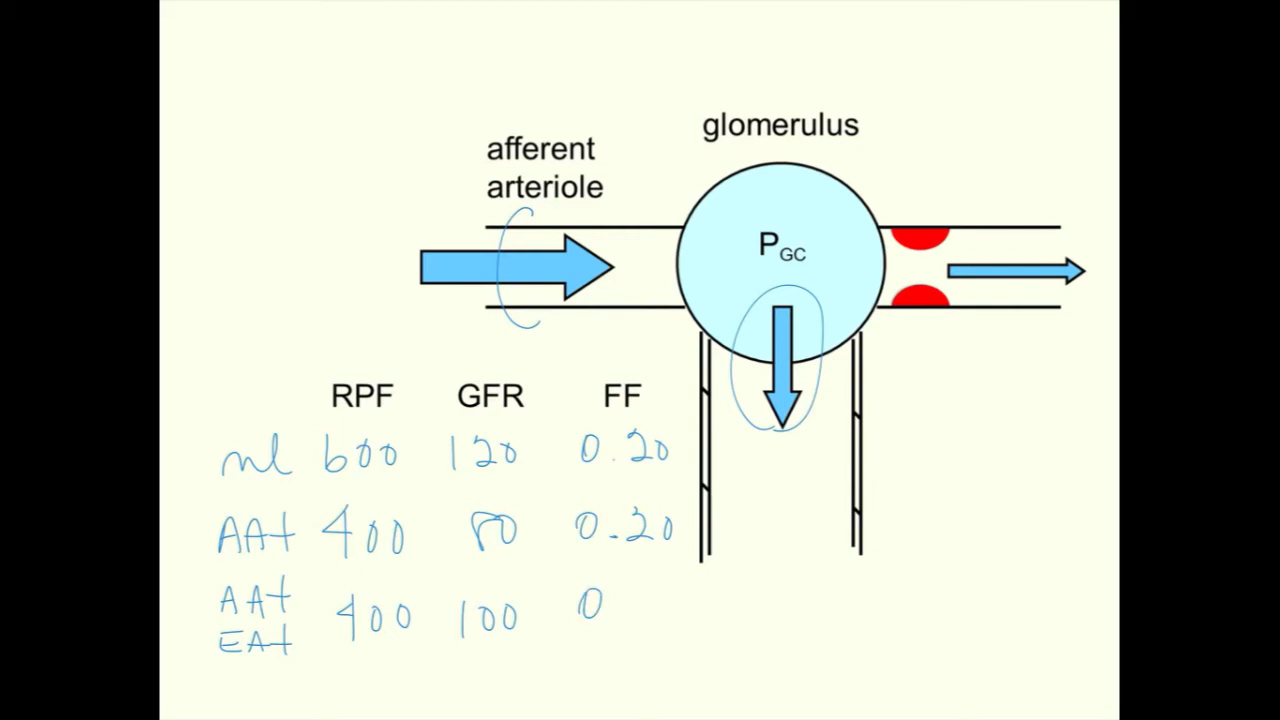 glomerulus
afferent
arteriole
PGC
RPF GFR FF
nl 600 120 0.20
AA+ 400 80 0.20
AA+
EA+ 400 100 0